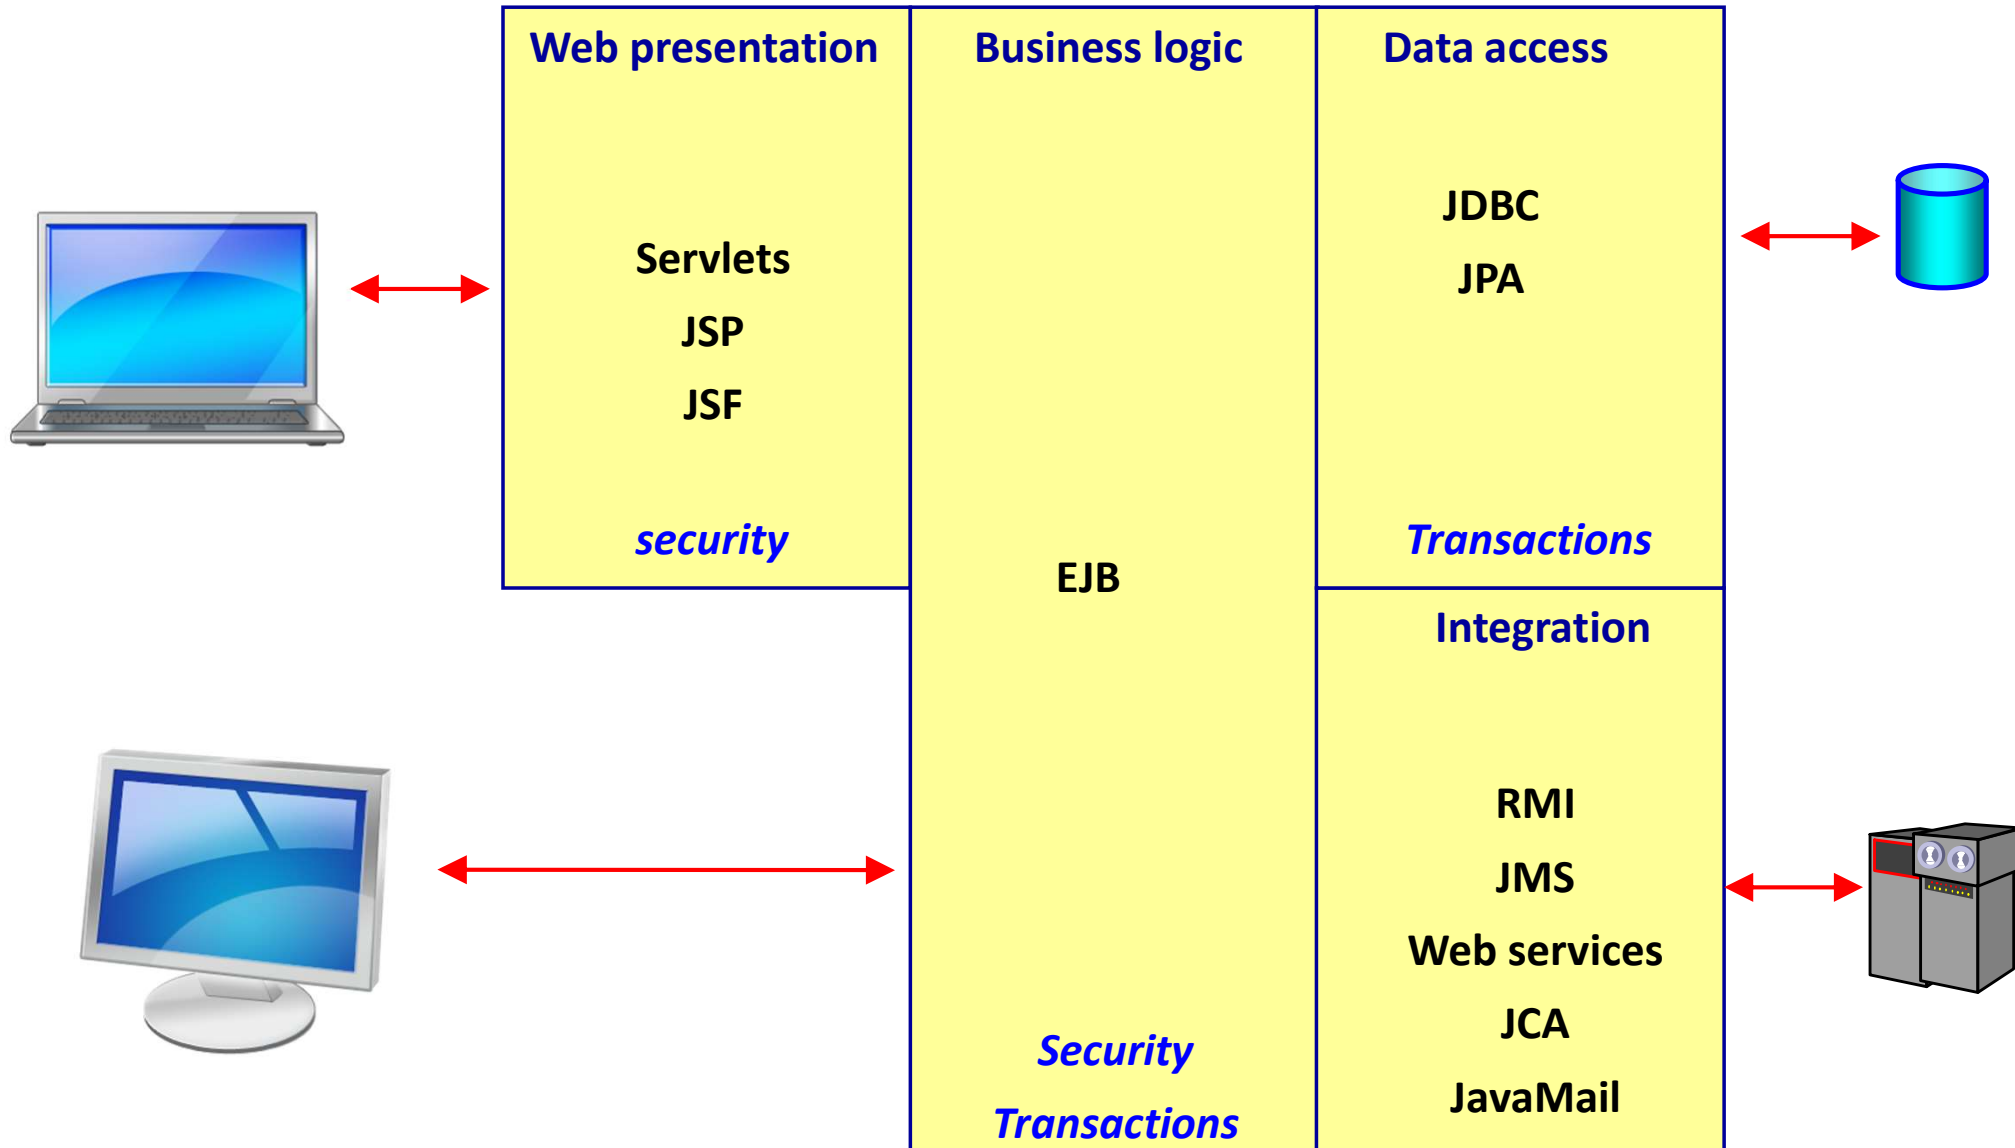 Web presentation
Servlets
JSP
JSF
security
Business logic
EJB
Security
Transactions
Data access
JDBC
JPA
Transactions
Integration
RMI
JMS
Web services
JCA
JavaMail